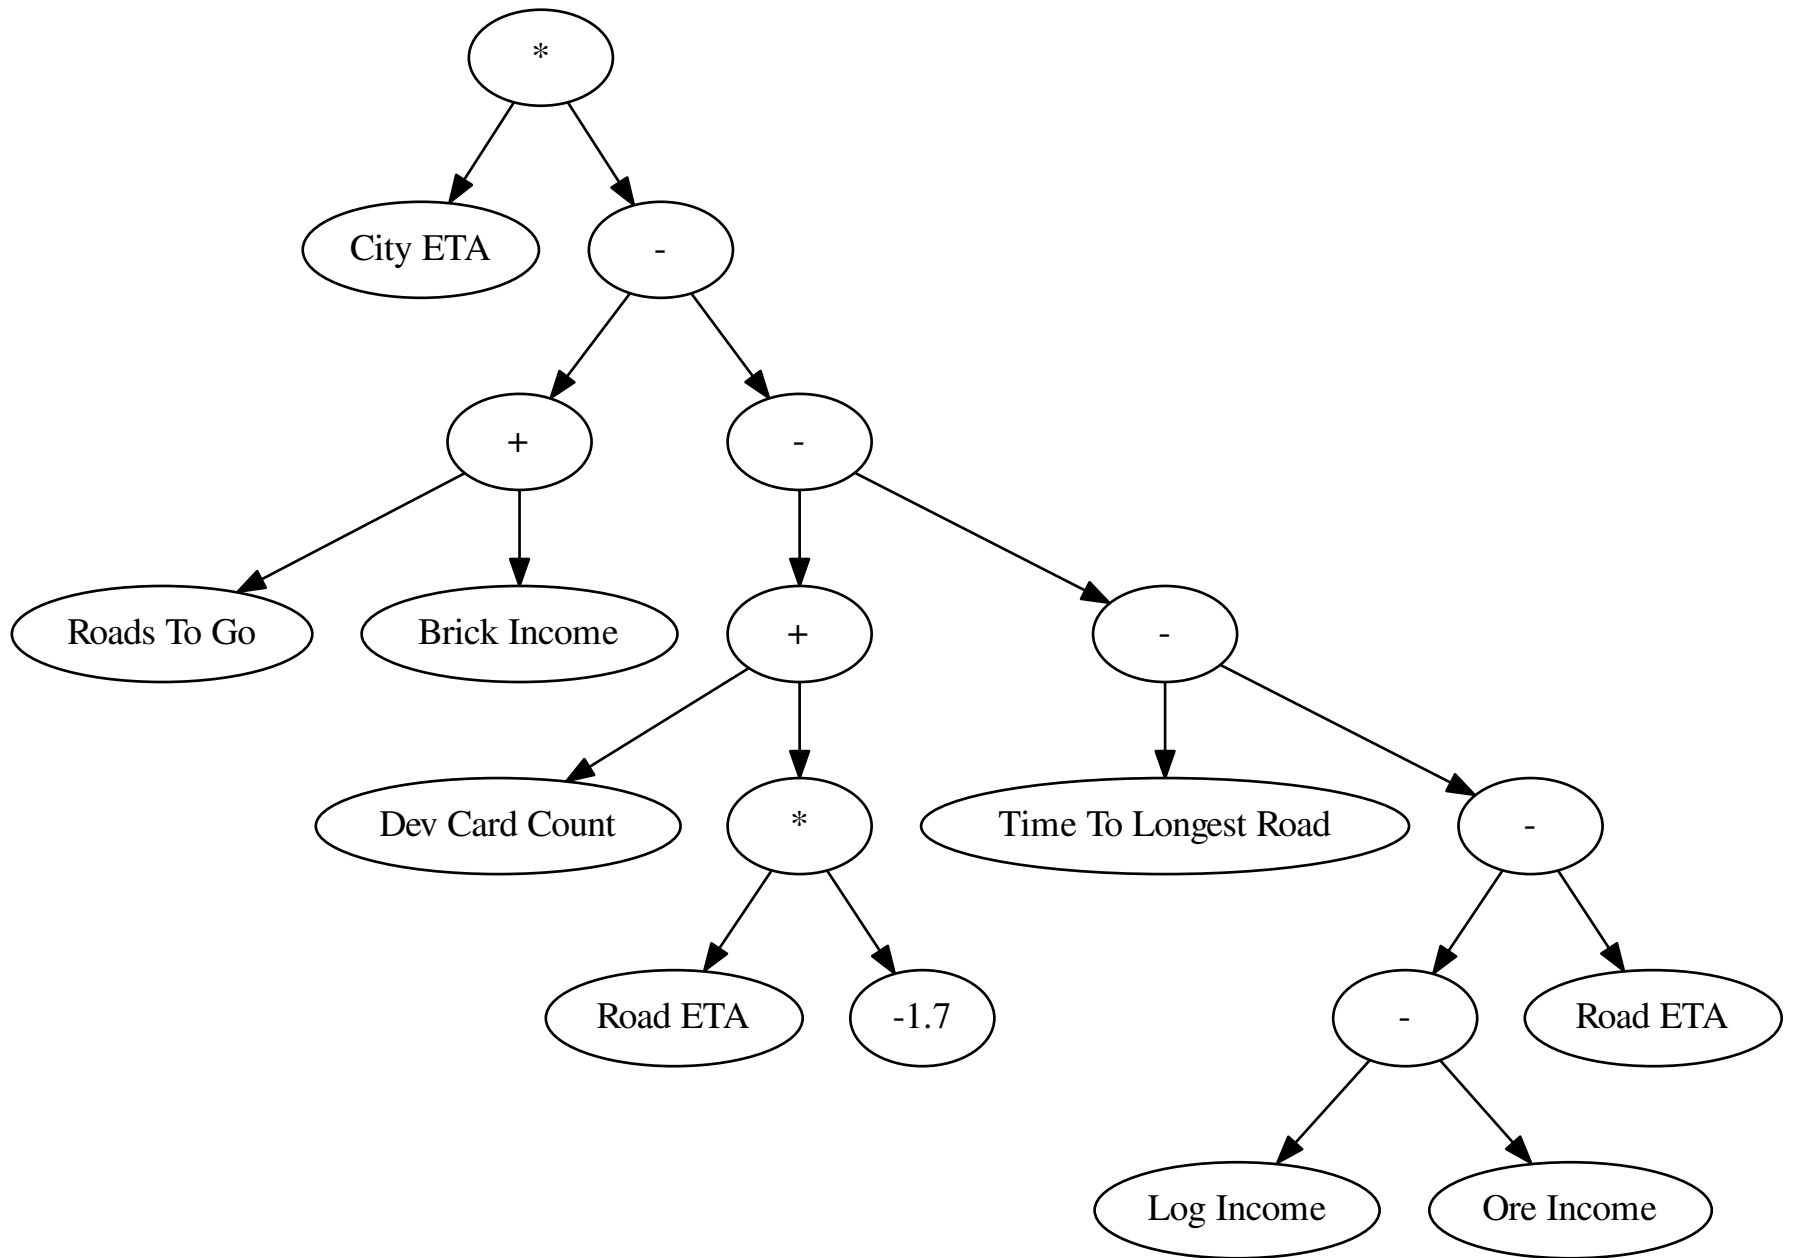 *
City ETA
-
+
-
Roads To Go
Brick Income
+
-
Dev Card Count
*
Time To Longest Road
-
Road ETA
-1.7
-
Road ETA
Log Income
Ore Income